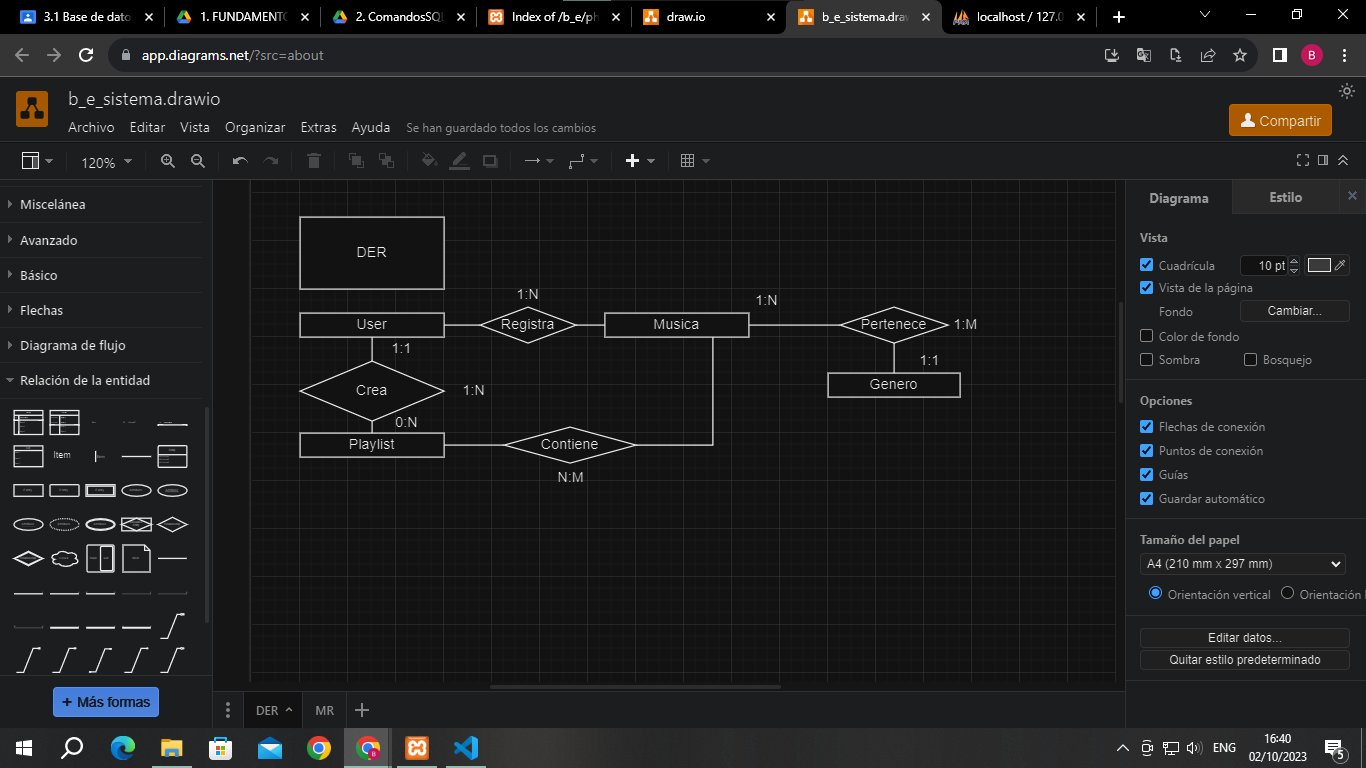 3.1 Base de dato
1. FUNDAMENTO
2. ComandosSQL
Index of /b_e/ph
draw.io
b_e_sistema.draw
localhost / 127.0
app.diagrams.net/?src=about
B
b_e_sistema.drawio
Archivo Editar Vista Organizar Extras Ayuda Se han guardado todos los cambios
Compartir
120%
Miscelánea
Avanzado
Básico
Flechas
Diagrama de flujo
Relación de la entidad
Item
+ Más formas
DER
1:N
1:N
User
Registra
Musica
Pertenece
1:M
1:1
1:1
Genero
Crea
1:N
0:N
Playlist
Contiene
N:M
DER
MR
Diagrama
Estilo
Vista
Cuadrícula
10 pt
Vista de la página
Fondo
Cambiar...
Color de fondo
Sombra
Bosquejo
Opciones
Flechas de conexión
Puntos de conexión
Guías
Guardar automático
Tamaño del papel
A4 (210 mm x 297 mm)
Orientación vertical
Orientación
Editar datos...
Quitar estilo predeterminado
ENG
16:40
02/10/2023
5